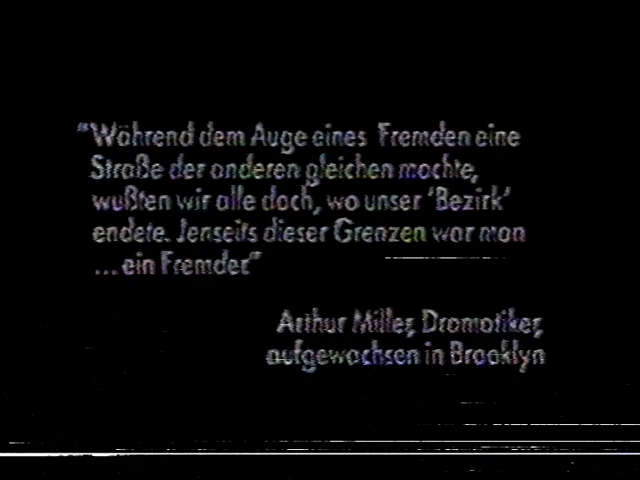 "Während dem Auge eines Fremden eine
Straße der anderen gleichen mochte,
wußten wir alle doch, wo unser 'Bezirk'
endete. Jenseits dieser Grenzen war man
... ein Fremder"
Arthur Miller, Dramatiker,
aufgewachsen in Brooklyn